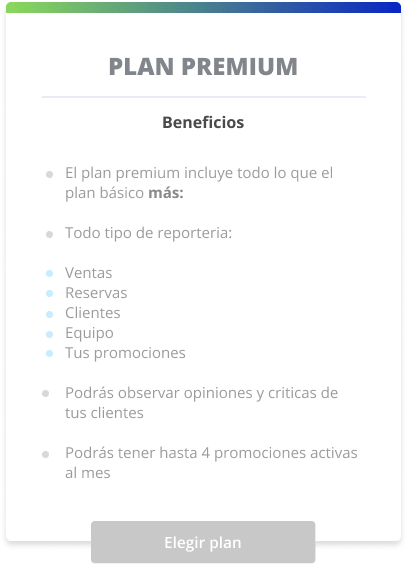 PLAN PREMIUM
Beneficios
El plan premium incluye todo lo que el
plan básico más:
Todo tipo de reporteria:
Ventas
Reservas
Clientes
Equipo
Tus promociones
Podrás observar opiniones y criticas de
tus clientes
Podrás tener hasta 4 promociones activas
al mes
Elegir plan